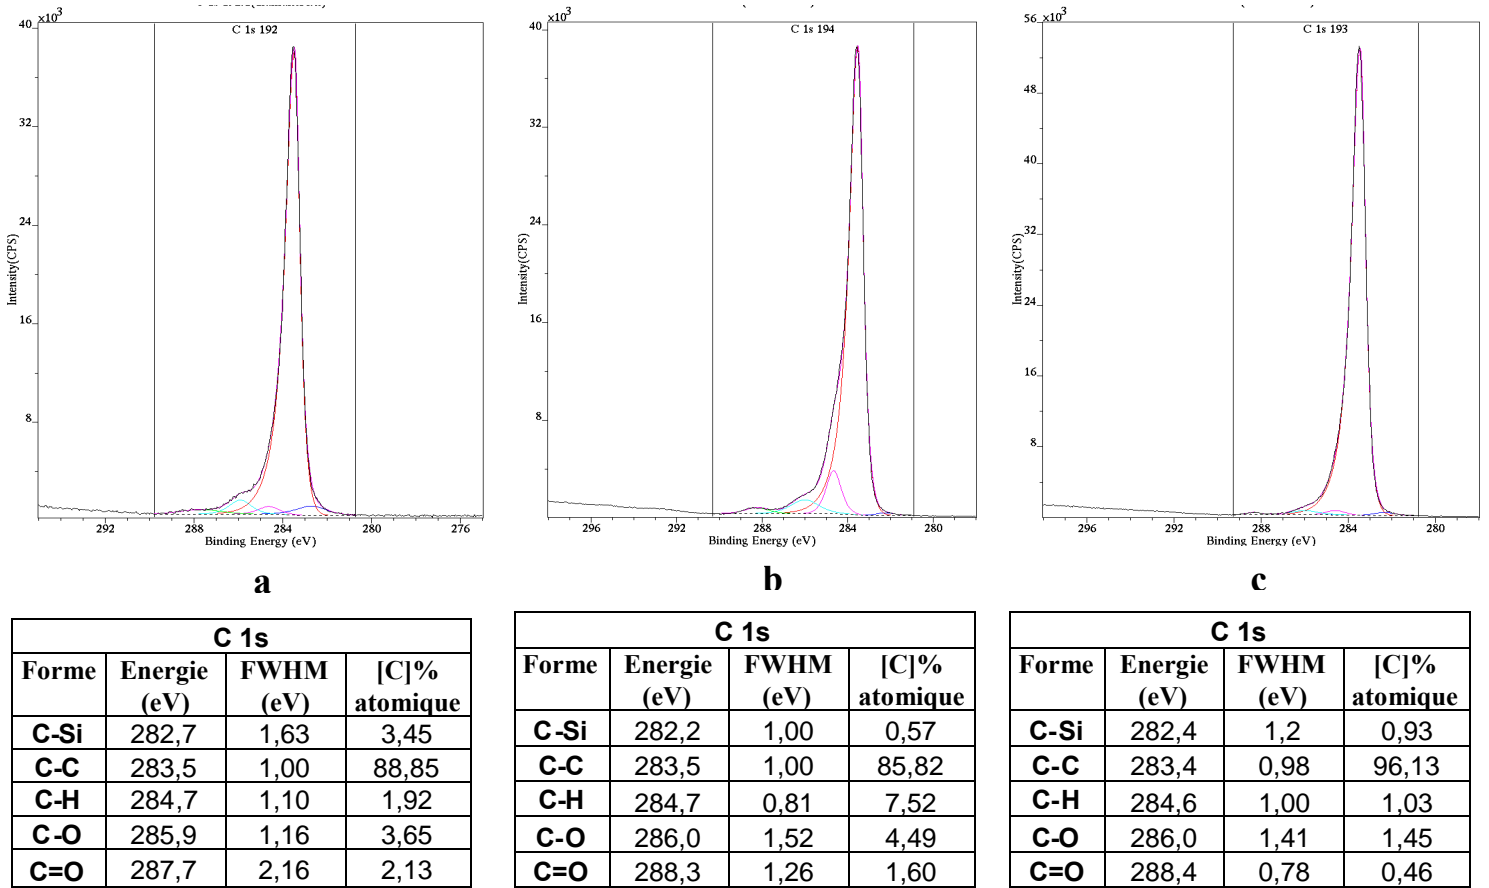 C 1s 192
40 ×10³
32
24
16
8
Intensity(CPS)
292 288 284 280 276
Binding Energy (eV)
a
C 1s 194
40 ×10³
32
24
16
8
Intensity(CPS)
296 292 288 284 280
Binding Energy (eV)
b
C 1s 193
56 ×10³
48
40
32
24
16
8
Intensity(CPS)
296 292 288 284 280
Binding Energy (eV)
c
C 1s
Forme Energie (eV) FWHM (eV) [C]% atomique
C-Si 282,7 1,63 3,45
C-C 283,5 1,00 88,85
C-H 284,7 1,10 1,92
C-O 285,9 1,16 3,65
C=O 287,7 2,16 2,13
C 1s
Forme Energie (eV) FWHM (eV) [C]% atomique
C-Si 282,2 1,00 0,57
C-C 283,5 1,00 85,82
C-H 284,7 0,81 7,52
C-O 286,0 1,52 4,49
C=O 288,3 1,26 1,60
C 1s
Forme Energie (eV) FWHM (eV) [C]% atomique
C-Si 282,4 1,2 0,93
C-C 283,4 0,98 96,13
C-H 284,6 1,00 1,03
C-O 286,0 1,41 1,45
C=O 288,4 0,78 0,46